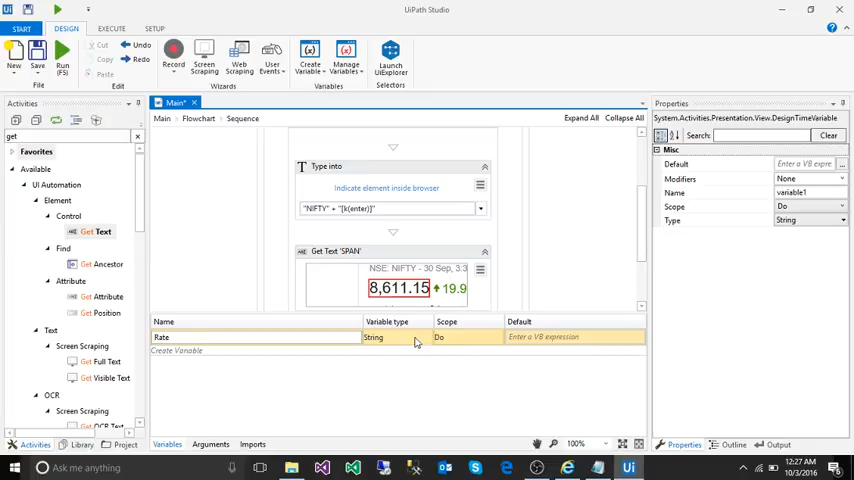 UiPath Studio
START DESIGN EXECUTE SETUP
New Save Run (F5)
Cut Copy Paste Undo Redo
Record Screen Scraping Web Scraping User Events
Create Variable Manage Variables Launch UiExplorer
File Edit Wizards Variables Selectors
Activities
Main*
Properties
get
Main Flowchart Sequence Expand All Collapse All
System.Activities.Presentation.View.DesignTimeVariable
Search: Clear
Favorites
Available
UI Automation
Element
Control
Get Text
Find
Get Ancestor
Attribute
Get Attribute
Get Position
Text
Screen Scraping
Get Full Text
Get Visible Text
OCR
Screen Scraping
Get OCR Text
Type into
Indicate element inside browser
"NIFTY" + "[k(enter)]"
Get Text 'SPAN'
NSE: NIFTY - 30 Sep, 3:3
8,611.15 19.9
Name Variable type Scope Default
Rate String Do Enter a VB expression
Create Variable
Misc
Default Enter a VB expre ...
Modifiers None
Name variable1
Scope Do
Type String
Activities Library Project
Variables Arguments Imports 100%
Properties Outline Output
Ask me anything
12:27 AM
10/3/2016